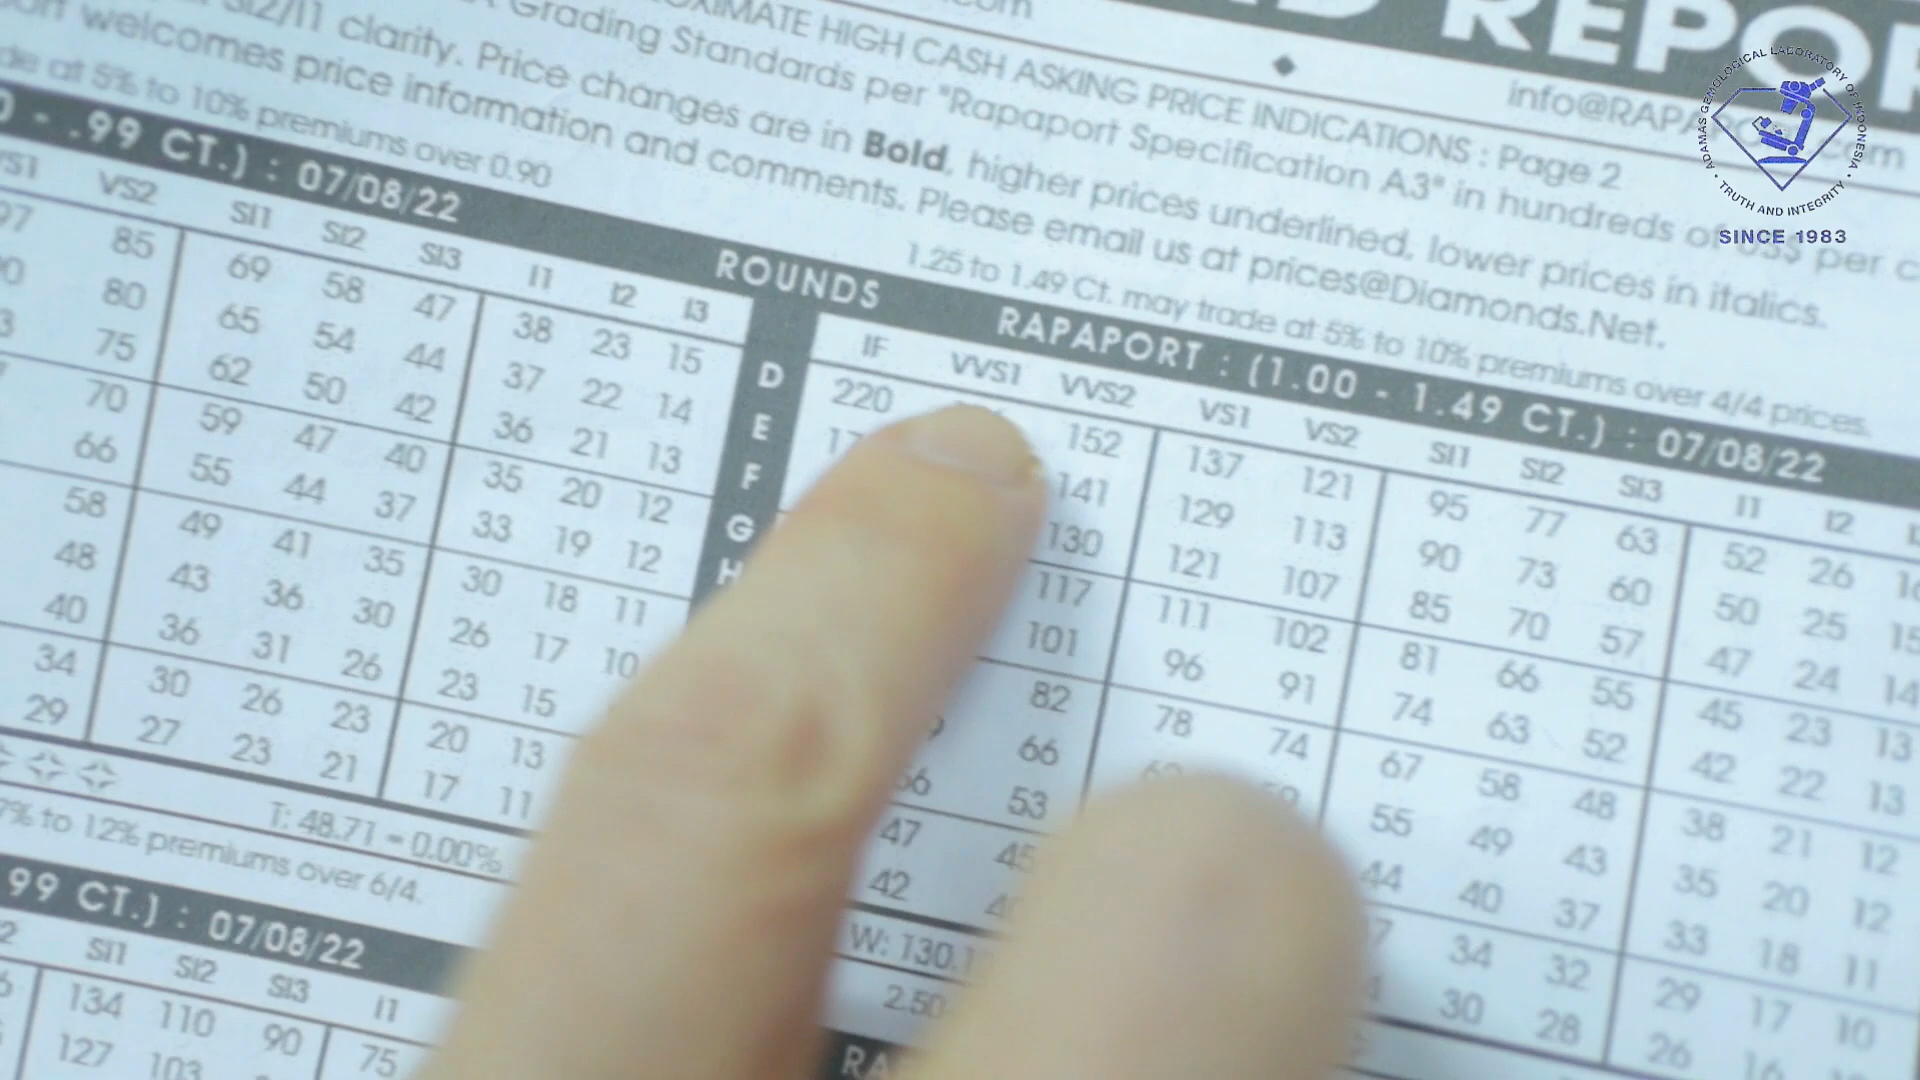 REPO
info@RAPA
.com
ROXIMATE HIGH CASH ASKING PRICE INDICATIONS : Page 2
Grading Standards per "Rapaport Specification A3" in hundreds of US$ per c
SI2/I1 clarity. Price changes are in Bold, higher prices underlined, lower prices in italics.
welcomes price information and comments. Please email us at prices@Diamonds.Net.
at 5% to 10% premiums over 0.90
1.25 to 1.49 Ct. may trade at 5% to 10% premiums over 4/4 prices.
.99 CT.) : 07/08/22
ROUNDS
RAPAPORT : (1.00 - 1.49 CT.) : 07/08/22
VS1 VS2 SI1 SI2 SI3 I1 I2 I3
97 85 69 58 47 38 23 15
80 65 54 44 37 22 14
75 62 50 42 36 21 13
70 59 47 40 35 20 12
66 55 44 37 33 19 12
58 49 41 35 30 18 11
48 43 36 30 26 17 10
40 36 31 26 23 15
34 30 26 23 20 13
29 27 23 21 17 11
D
E
F
G
H
IF VVS1 VVS2 VS1 VS2 SI1 SI2 SI3 I1 I2
220 152 137 121 95 77 63 52 26
141 129 113 90 73 60 50 25 15
130 121 107 85 70 57 47 24 14
117 111 102 81 66 55 45 23 13
101 96 91 74 63 52 42 22 13
82 78 74 67 58 48 38 21 12
66 55 49 43 35 20 12
53 44 40 37 33 18 11
47 34 32 29 17 10
42 30 28 26 16
T: 48.71 = 0.00%
7% to 12% premiums over 6/4.
W: 130.1
2.50
RA
99 CT.) : 07/08/22
SI1 SI2 SI3 I1
134 110 90 75
127 103
ADAMAS GEMOLOGICAL LABORATORY OF INDONESIA
• TRUTH AND INTEGRITY •
SINCE 1983